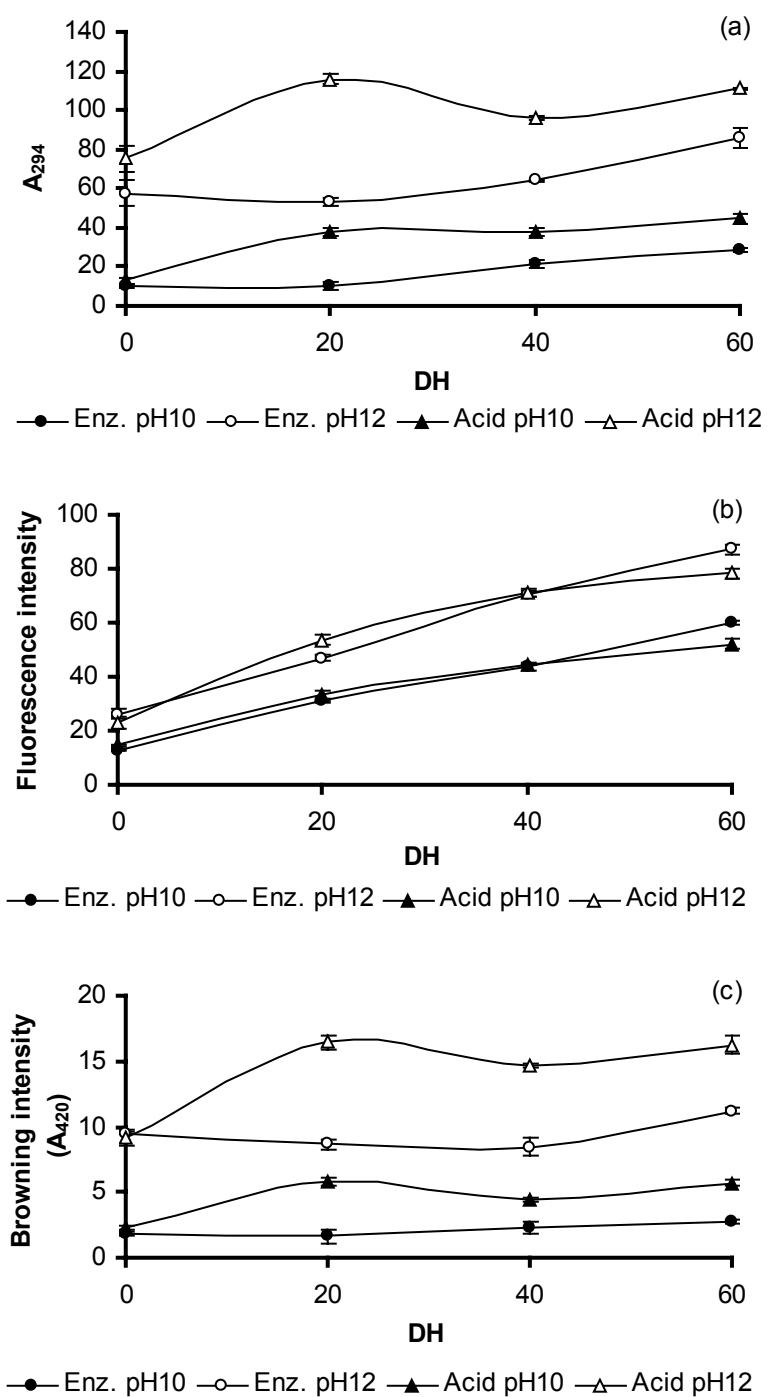 (a)
140
120
100
80
60
40
20
0
A294
0 20 40 60
DH
Enz. pH10 Enz. pH12 Acid pH10 Acid pH12
(b)
100
80
60
40
20
0
Fluorescence intensity
0 20 40 60
DH
Enz. pH10 Enz. pH12 Acid pH10 Acid pH12
(c)
20
15
10
5
0
Browning intensity
(A420)
0 20 40 60
DH
Enz. pH10 Enz. pH12 Acid pH10 Acid pH12